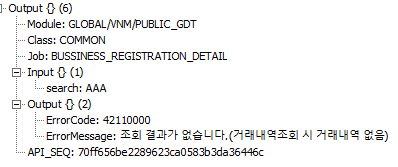 Output {} (6)
Module: GLOBAL/VNM/PUBLIC_GDT
Class: COMMON
Job: BUSSINESS_REGISTRATION_DETAIL
Input {} (1)
search: AAA
Output {} (2)
ErrorCode: 42110000
ErrorMessage: 조회 결과가 없습니다.(거래내역조회 시 거래내역 없음)
API_SEQ: 70ff656be2289623ca0583b3da36446c